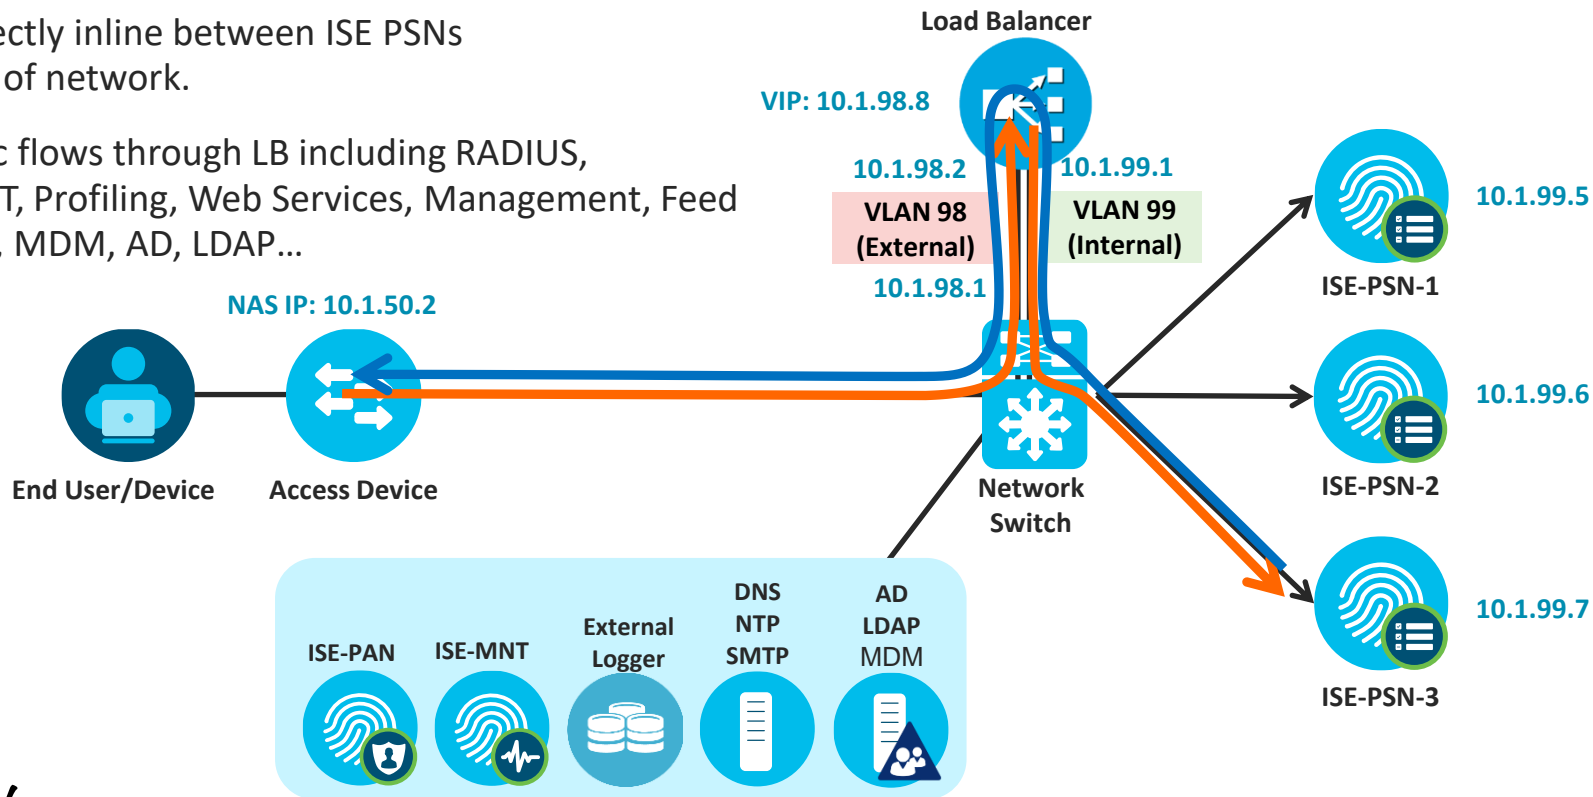 ectly inline between ISE PSNs
of network.
c flows through LB including RADIUS,
T, Profiling, Web Services, Management, Feed
, MDM, AD, LDAP...
Load Balancer
VIP: 10.1.98.8
10.1.98.2
10.1.99.1
VLAN 98
(External)
VLAN 99
(Internal)
10.1.98.1
NAS IP: 10.1.50.2
End User/Device
Access Device
Network
Switch
10.1.99.5
ISE-PSN-1
10.1.99.6
ISE-PSN-2
10.1.99.7
ISE-PSN-3
ISE-PAN
ISE-MNT
External
Logger
DNS
NTP
SMTP
AD
LDAP
MDM